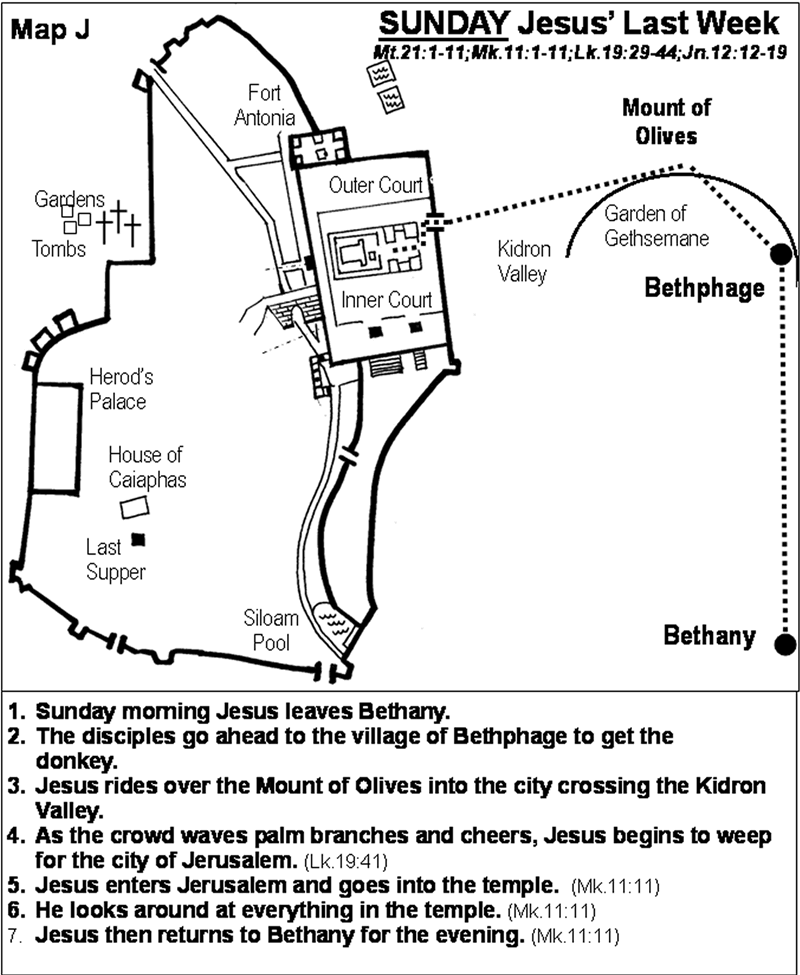 Map J
SUNDAY Jesus' Last Week
Mt.21:1-11;Mk.11:1-11;Lk.19:29-44;Jn.12:12-19
Fort
Antonia
Mount of
Olives
Outer Court
Gardens
Tombs
Garden of
Gethsemane
Kidron
Valley
Bethphage
Inner Court
Herod's
Palace
House of
Caiaphas
Last
Supper
Siloam
Pool
Bethany
1. Sunday morning Jesus leaves Bethany.
2. The disciples go ahead to the village of Bethphage to get the
donkey.
3. Jesus rides over the Mount of Olives into the city crossing the Kidron
Valley.
4. As the crowd waves palm branches and cheers, Jesus begins to weep
for the city of Jerusalem. (Lk.19:41)
5. Jesus enters Jerusalem and goes into the temple. (Mk.11:11)
6. He looks around at everything in the temple. (Mk.11:11)
7. Jesus then returns to Bethany for the evening. (Mk.11:11)